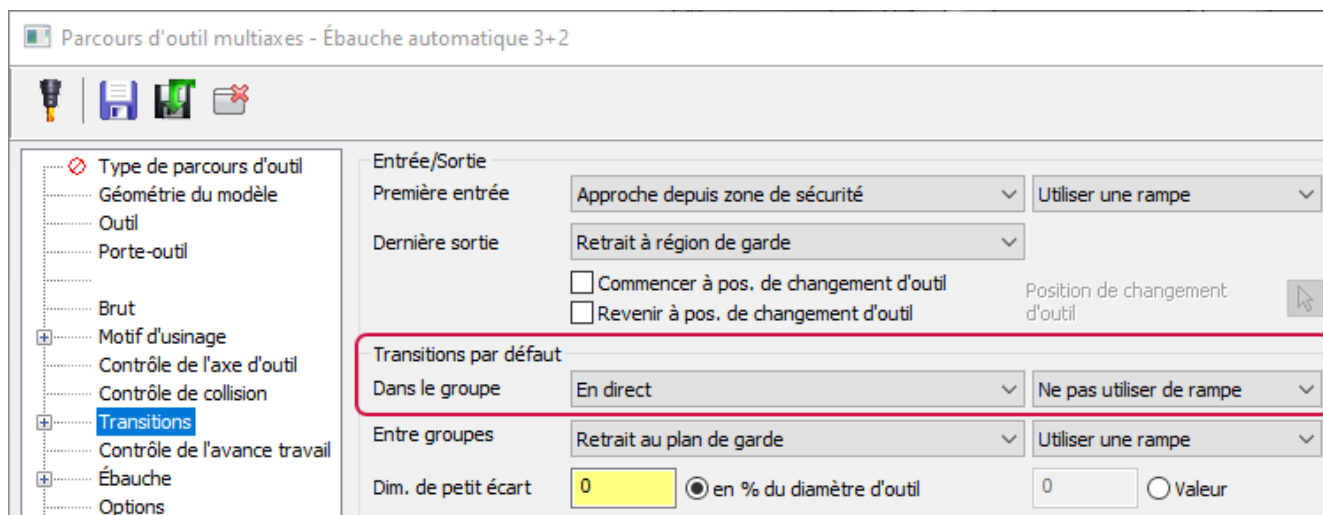 Parcours d'outil multiaxes - Ébauche automatique 3+2
Type de parcours d'outil
Géométrie du modèle
Outil
Porte-outil
Brut
Motif d'usinage
Contrôle de l'axe d'outil
Contrôle de collision
Transitions
Contrôle de l'avance travail
Ébauche
Options
Entrée/Sortie
Première entrée
Approche depuis zone de sécurité
Utiliser une rampe
Dernière sortie
Retrait à région de garde
Commencer à pos. de changement d'outil
Revenir à pos. de changement d'outil
Position de changement
d'outil
Transitions par défaut
Dans le groupe
En direct
Ne pas utiliser de rampe
Entre groupes
Retrait au plan de garde
Utiliser une rampe
Dim. de petit écart
0
en % du diamètre d'outil
0
Valeur